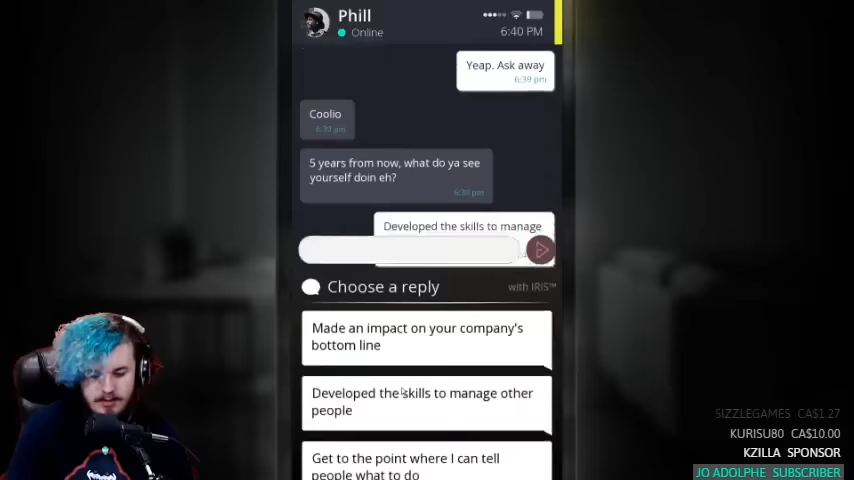 Phill
Online
6:40 PM
Yeap. Ask away
6:39 pm
Coolio
6:39 pm
5 years from now, what do ya see
yourself doin eh?
6:39 pm
Developed the skills to manage
Choose a reply
with IRIS™
Made an impact on your company's
bottom line
Developed the skills to manage other
people
Get to the point where I can tell
people what to do
SIZZLEGAMES CA$1.27
KURISU80 CA$10.00
KZILLA SPONSOR
JO ADOLPHE SUBSCRIBER